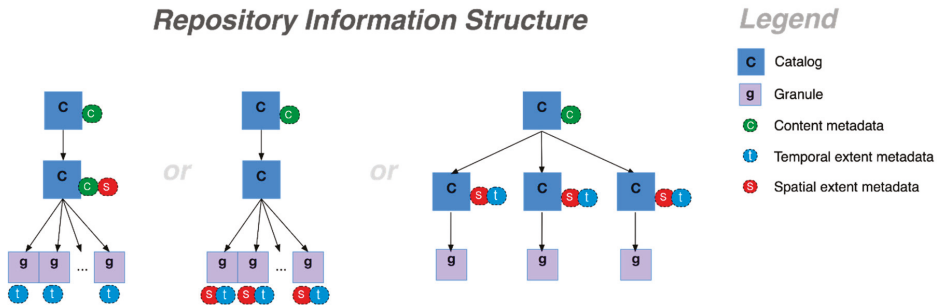 Repository Information Structure
Legend
C Catalog
g Granule
c Content metadata
t Temporal extent metadata
s Spatial extent metadata
C c
C c s
g g ... g
t t t
or
C c
C
g g ... g
s t s t s t
or
C c
C s t C s t C s t
g g g